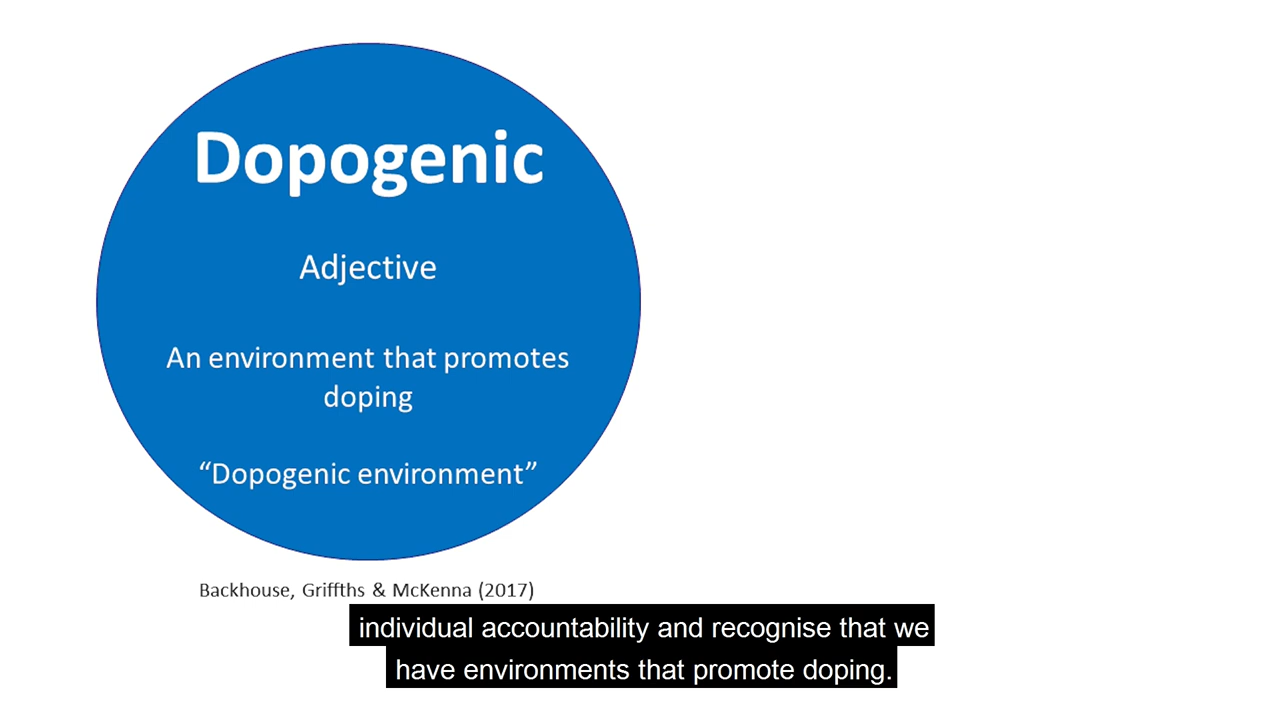 Dopogenic
Adjective
An environment that promotes
doping
“Dopogenic environment”
Backhouse, Griffths & McKenna (2017)
individual accountability and recognise that we
have environments that promote doping.